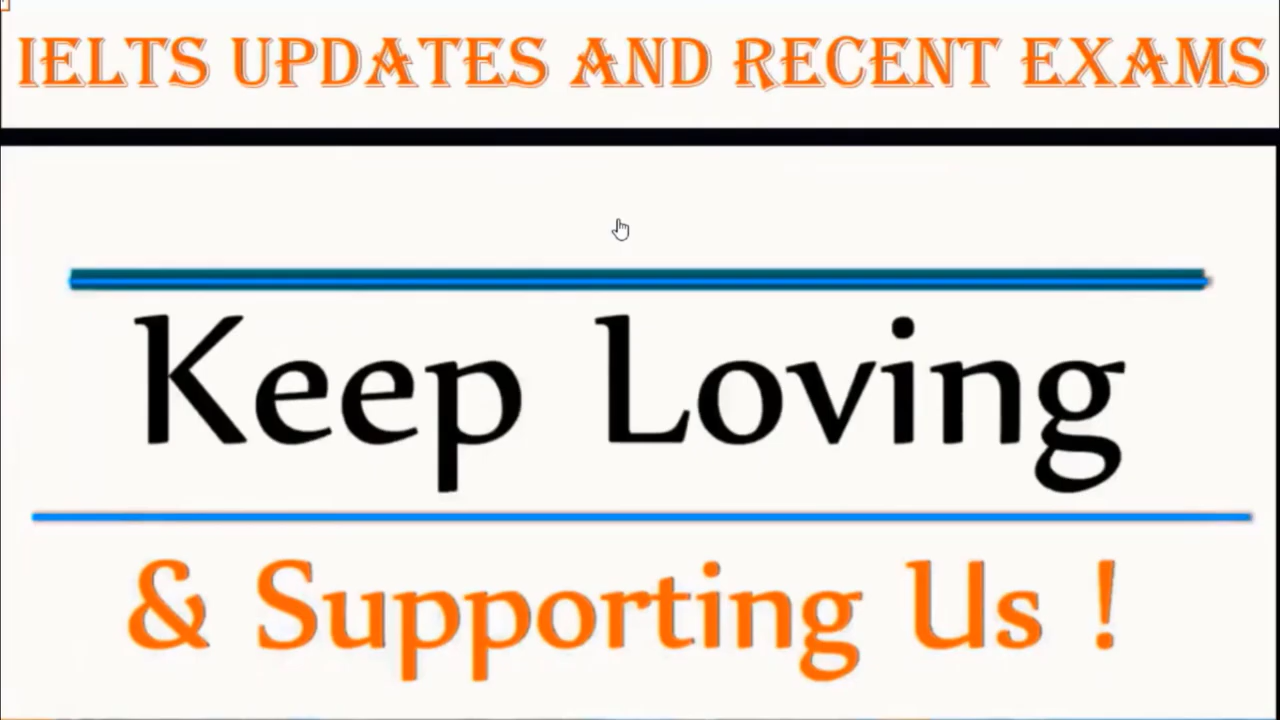 IELTS UPDATES AND RECENT EXAMS
Keep Loving
& Supporting Us !